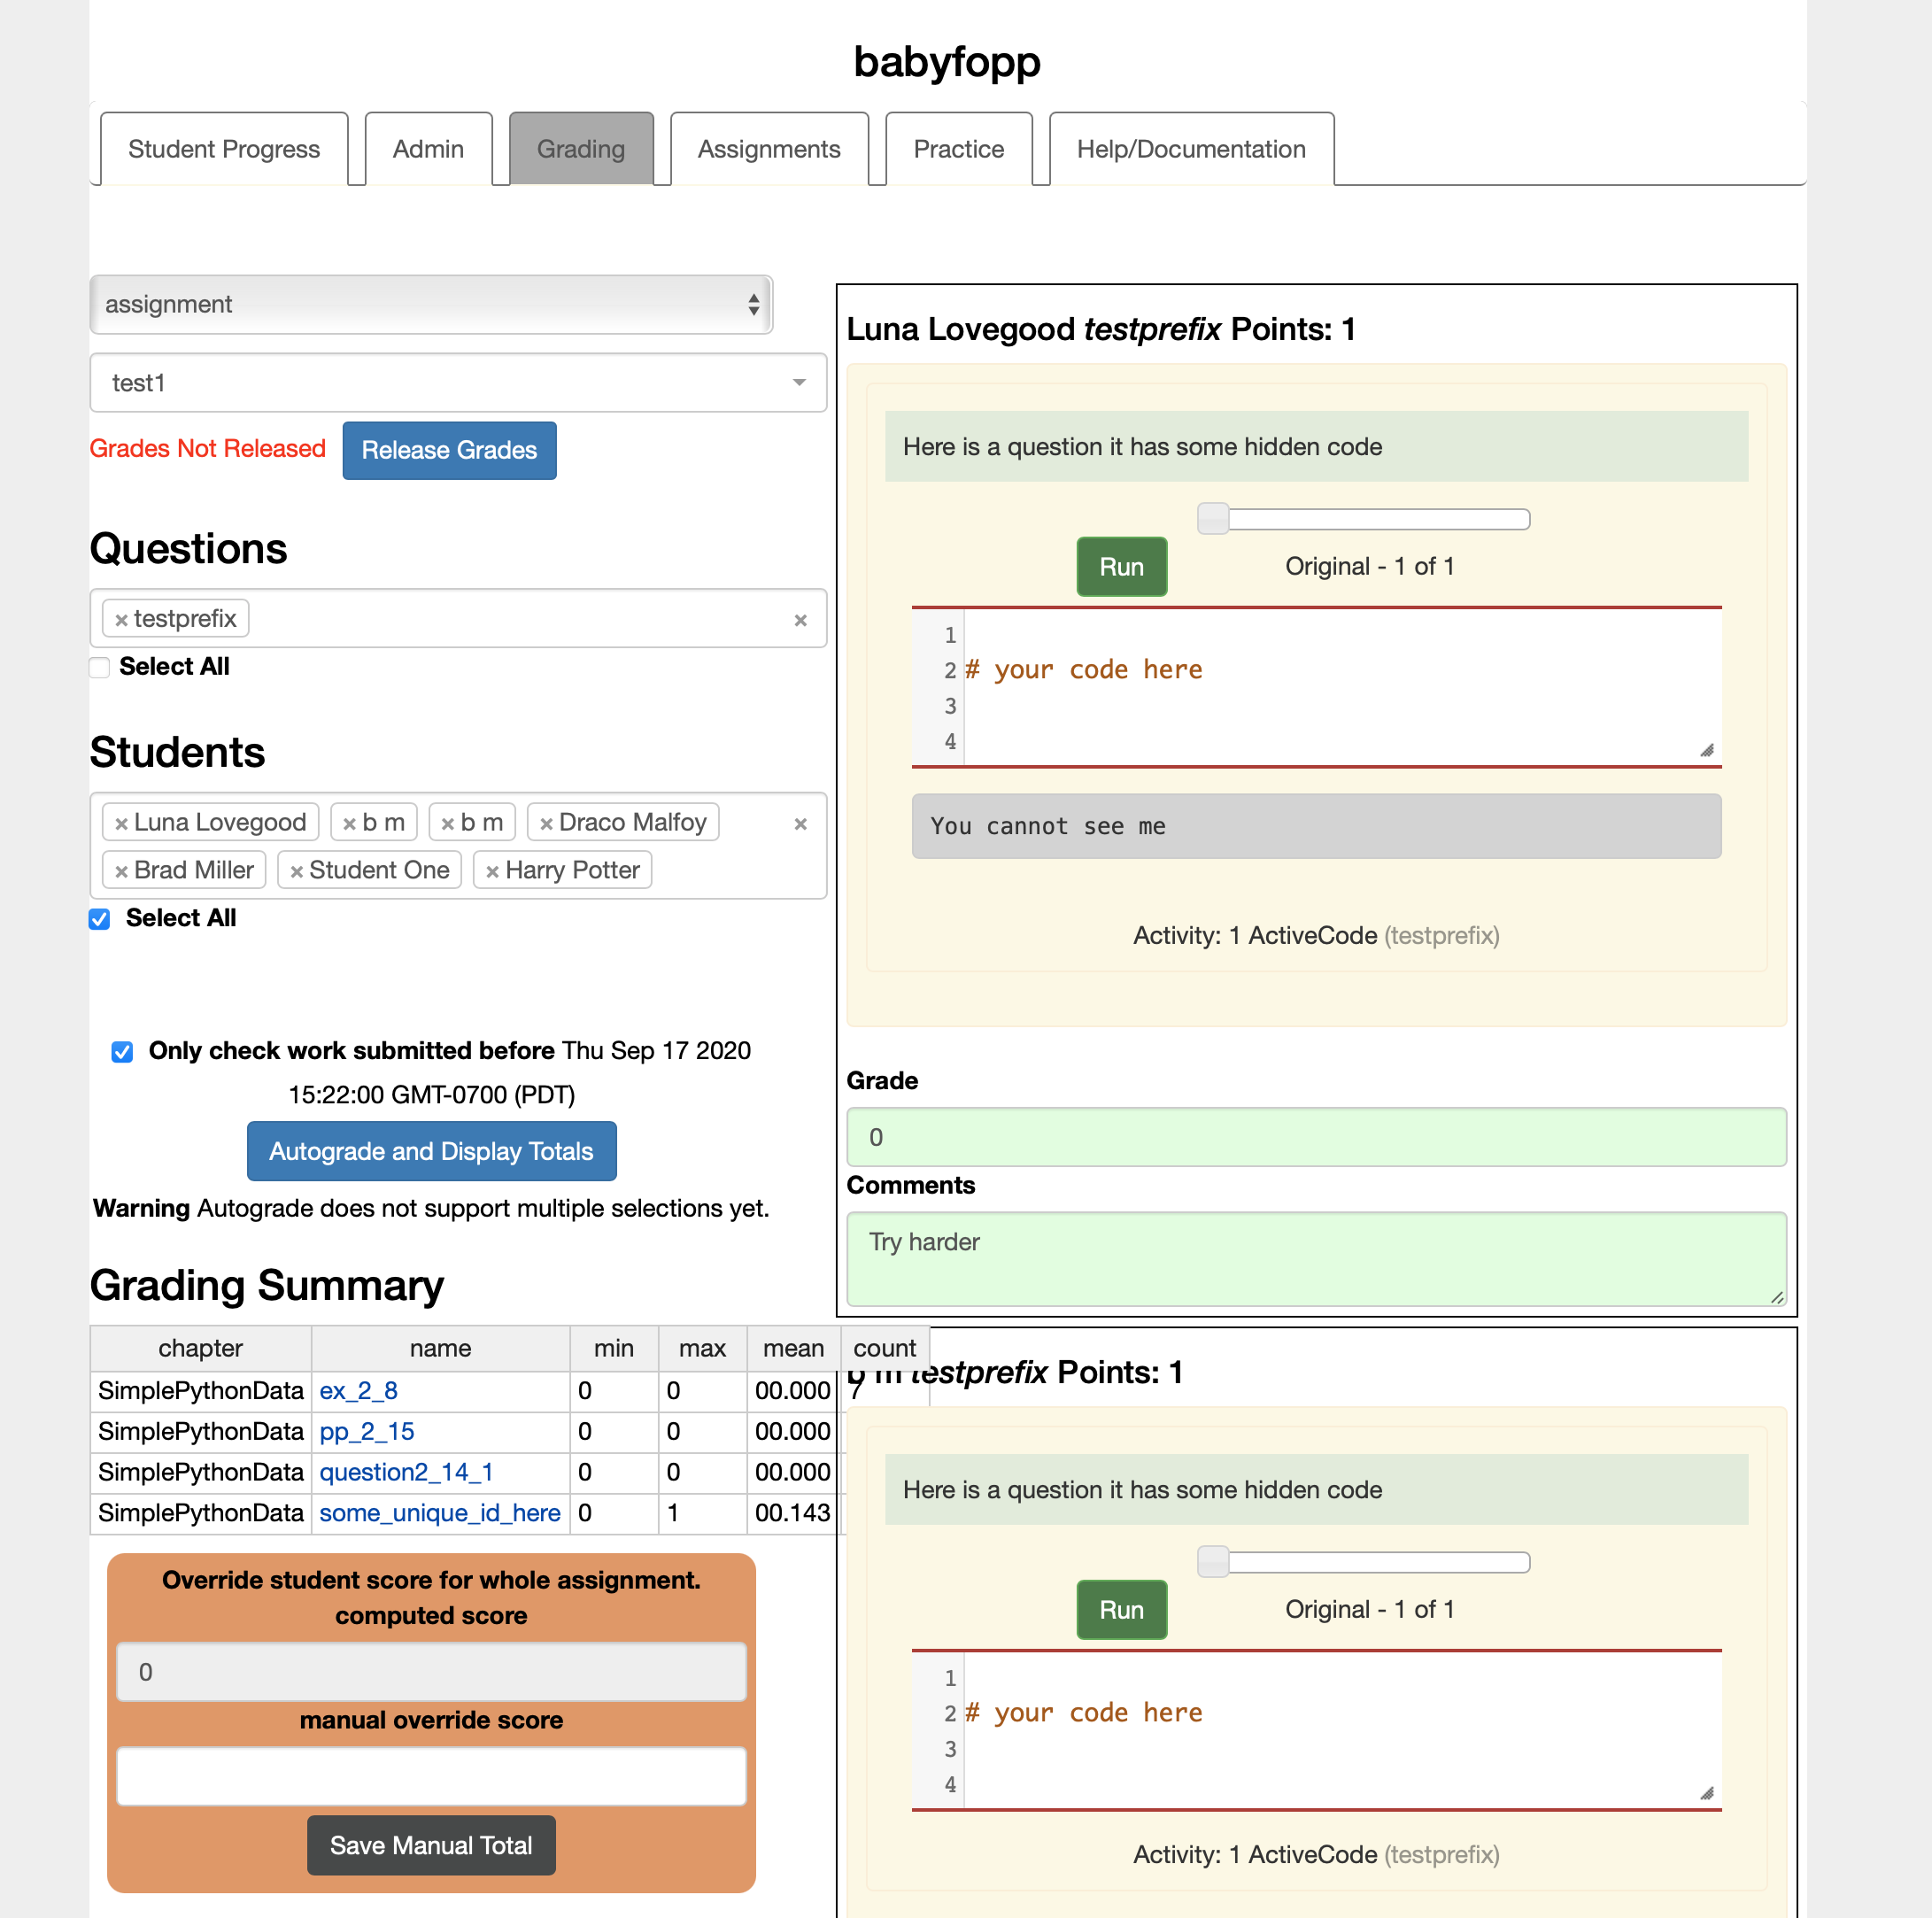 babyfopp
Student Progress
Admin
Grading
Assignments
Practice
Help/Documentation
assignment
test1
Grades Not Released
Release Grades
Questions
× testprefix ×
Select All
Students
× Luna Lovegood × b m × b m × Draco Malfoy ×
× Brad Miller × Student One × Harry Potter
Select All
Only check work submitted before Thu Sep 17 2020
15:22:00 GMT-0700 (PDT)
Autograde and Display Totals
Warning Autograde does not support multiple selections yet.
Grading Summary
chapter name min max mean count
SimplePythonData ex_2_8 0 0 00.000 7
SimplePythonData pp_2_15 0 0 00.000
SimplePythonData question2_14_1 0 0 00.000
SimplePythonData some_unique_id_here 0 1 00.143
Override student score for whole assignment.
computed score
0
manual override score
Save Manual Total
Luna Lovegood testprefix Points: 1
Here is a question it has some hidden code
Run
Original - 1 of 1
1
2 # your code here
3
4
You cannot see me
Activity: 1 ActiveCode (testprefix)
Grade
0
Comments
Try harder
b m testprefix Points: 1
Here is a question it has some hidden code
Run
Original - 1 of 1
1
2 # your code here
3
4
Activity: 1 ActiveCode (testprefix)